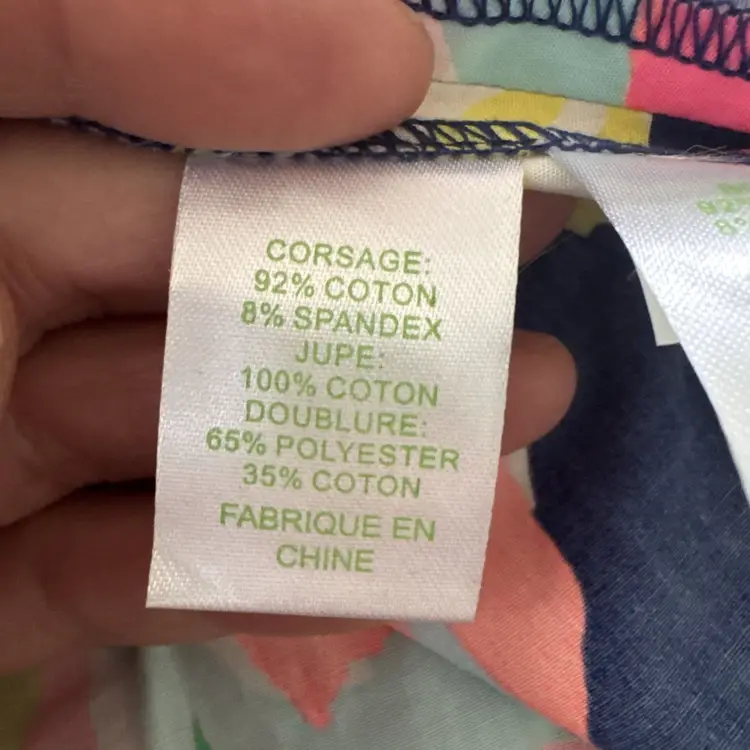 CORSAGE:
92% COTON
8% SPANDEX
JUPE:
100% COTON
DOUBLURE:
65% POLYESTER
35% COTON
FABRIQUE EN
CHINE